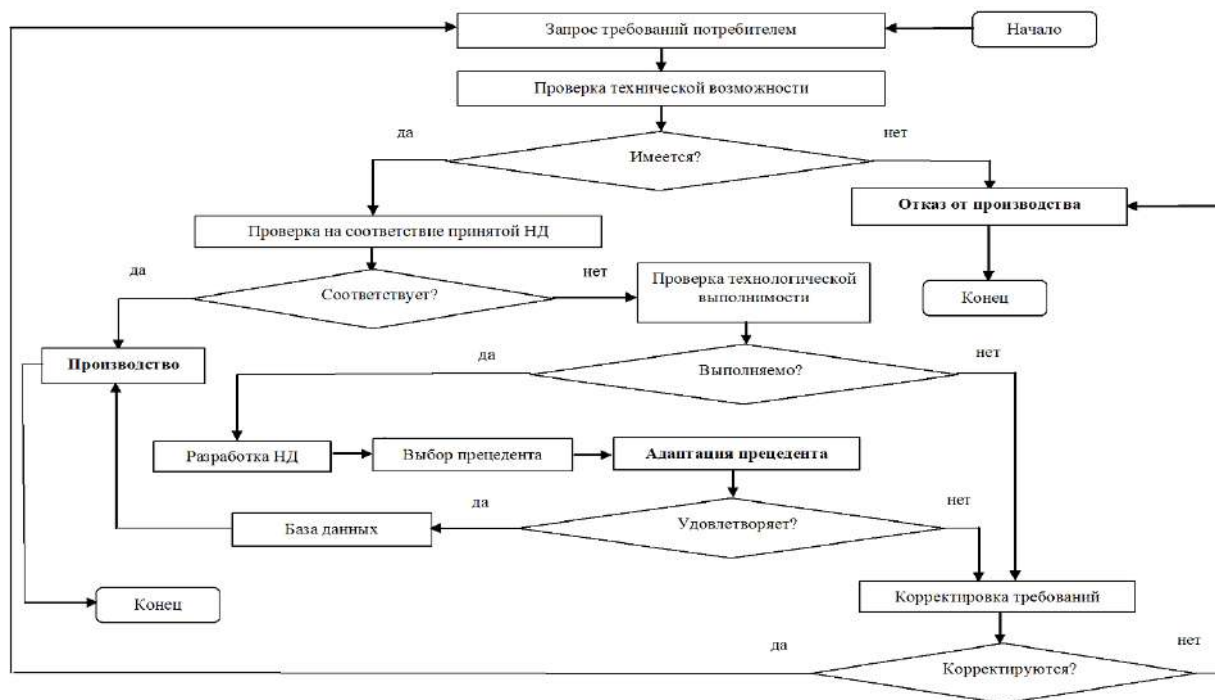 Запрос требований потребителем
Начало
Проверка технической возможности
да
нет
Имеется?
Отказ от производства
Проверка на соответствие принятой НД
да
нет
Проверка технологической
выполнимости
Соответствует?
Конец
Производство
да
нет
Выполняемо?
Разработка НД
Выбор прецедента
Адаптация прецедента
да
нет
Удовлетворяет?
База данных
Конец
Корректировка требований
да
нет
Корректируются?